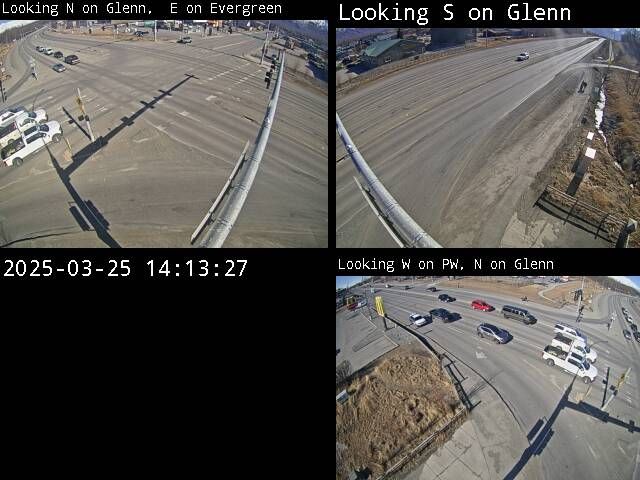 Looking N on Glenn, E on Evergreen
Looking S on Glenn
2025-03-25 14:13:27
Looking W on PW, N on Glenn